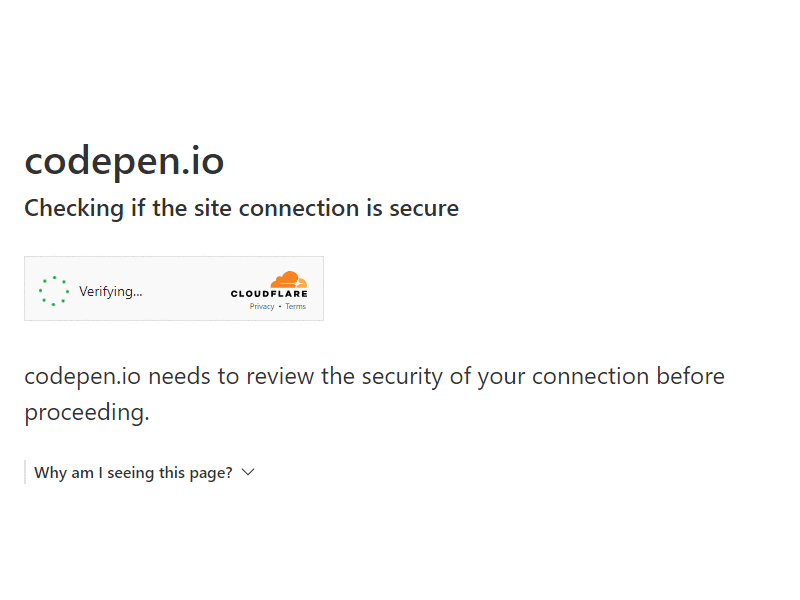 codepen.io
Checking if the site connection is secure
Verifying...
CLOUDFLARE
Privacy • Terms
codepen.io needs to review the security of your connection before
proceeding.
Why am I seeing this page?